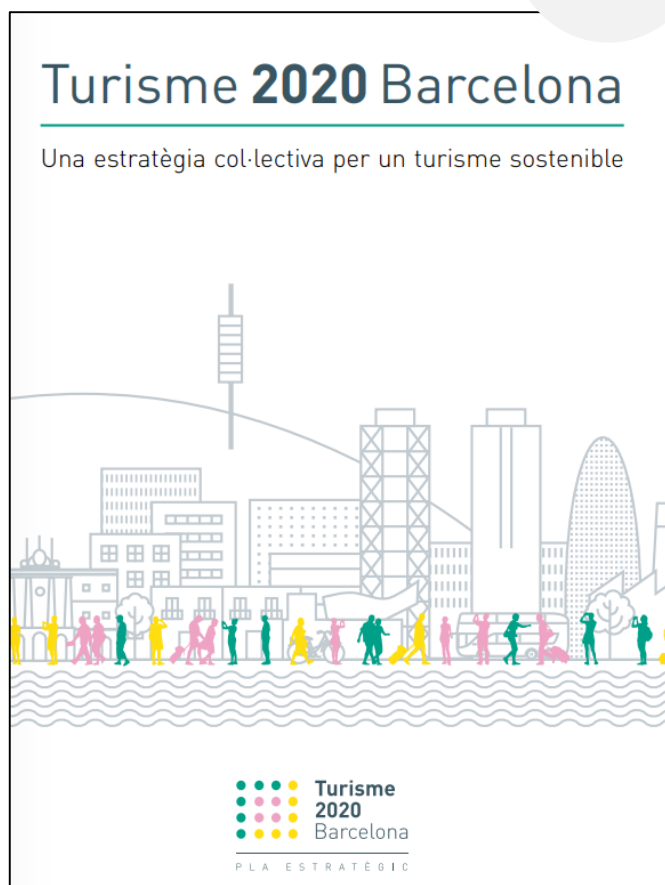 Turisme 2020 Barcelona
Una estratègia col·lectiva per un turisme sostenible
Turisme
2020
Barcelona
PLA ESTRATÈGIC